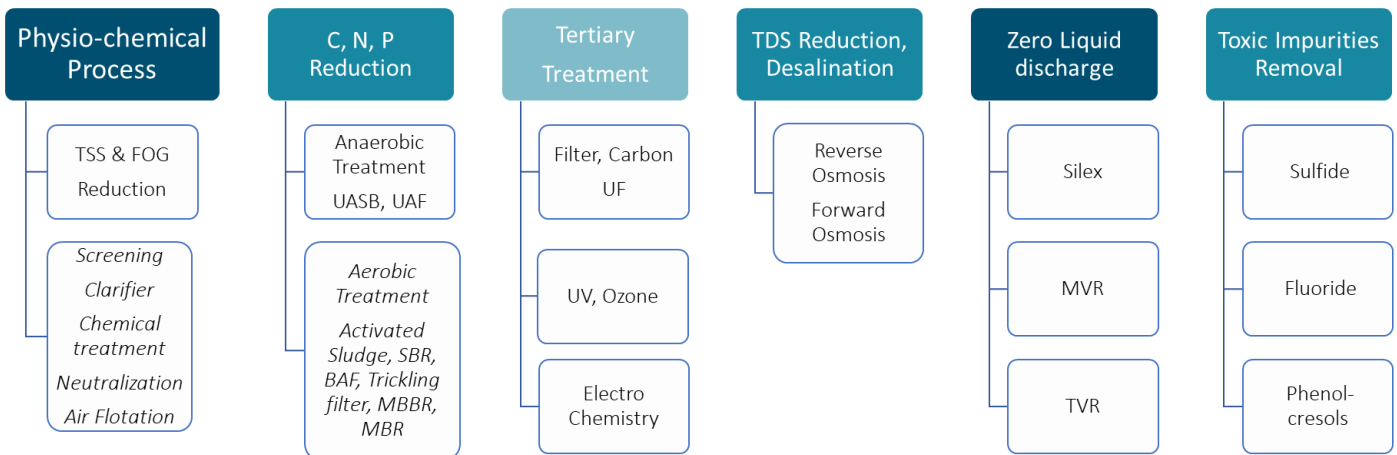 Physio-chemical
Process
TSS & FOG
Reduction
Screening
Clarifier
Chemical
treatment
Neutralization
Air Flotation
C, N, P
Reduction
Anaerobic
Treatment
UASB, UAF
Aerobic
Treatment
Activated
Sludge, SBR,
BAF, Trickling
filter, MBBR,
MBR
Tertiary
Treatment
Filter, Carbon
UF
UV, Ozone
Electro
Chemistry
TDS Reduction,
Desalination
Reverse
Osmosis
Forward
Osmosis
Zero Liquid
discharge
Silex
MVR
TVR
Toxic Impurities
Removal
Sulfide
Fluoride
Phenol-
cresols